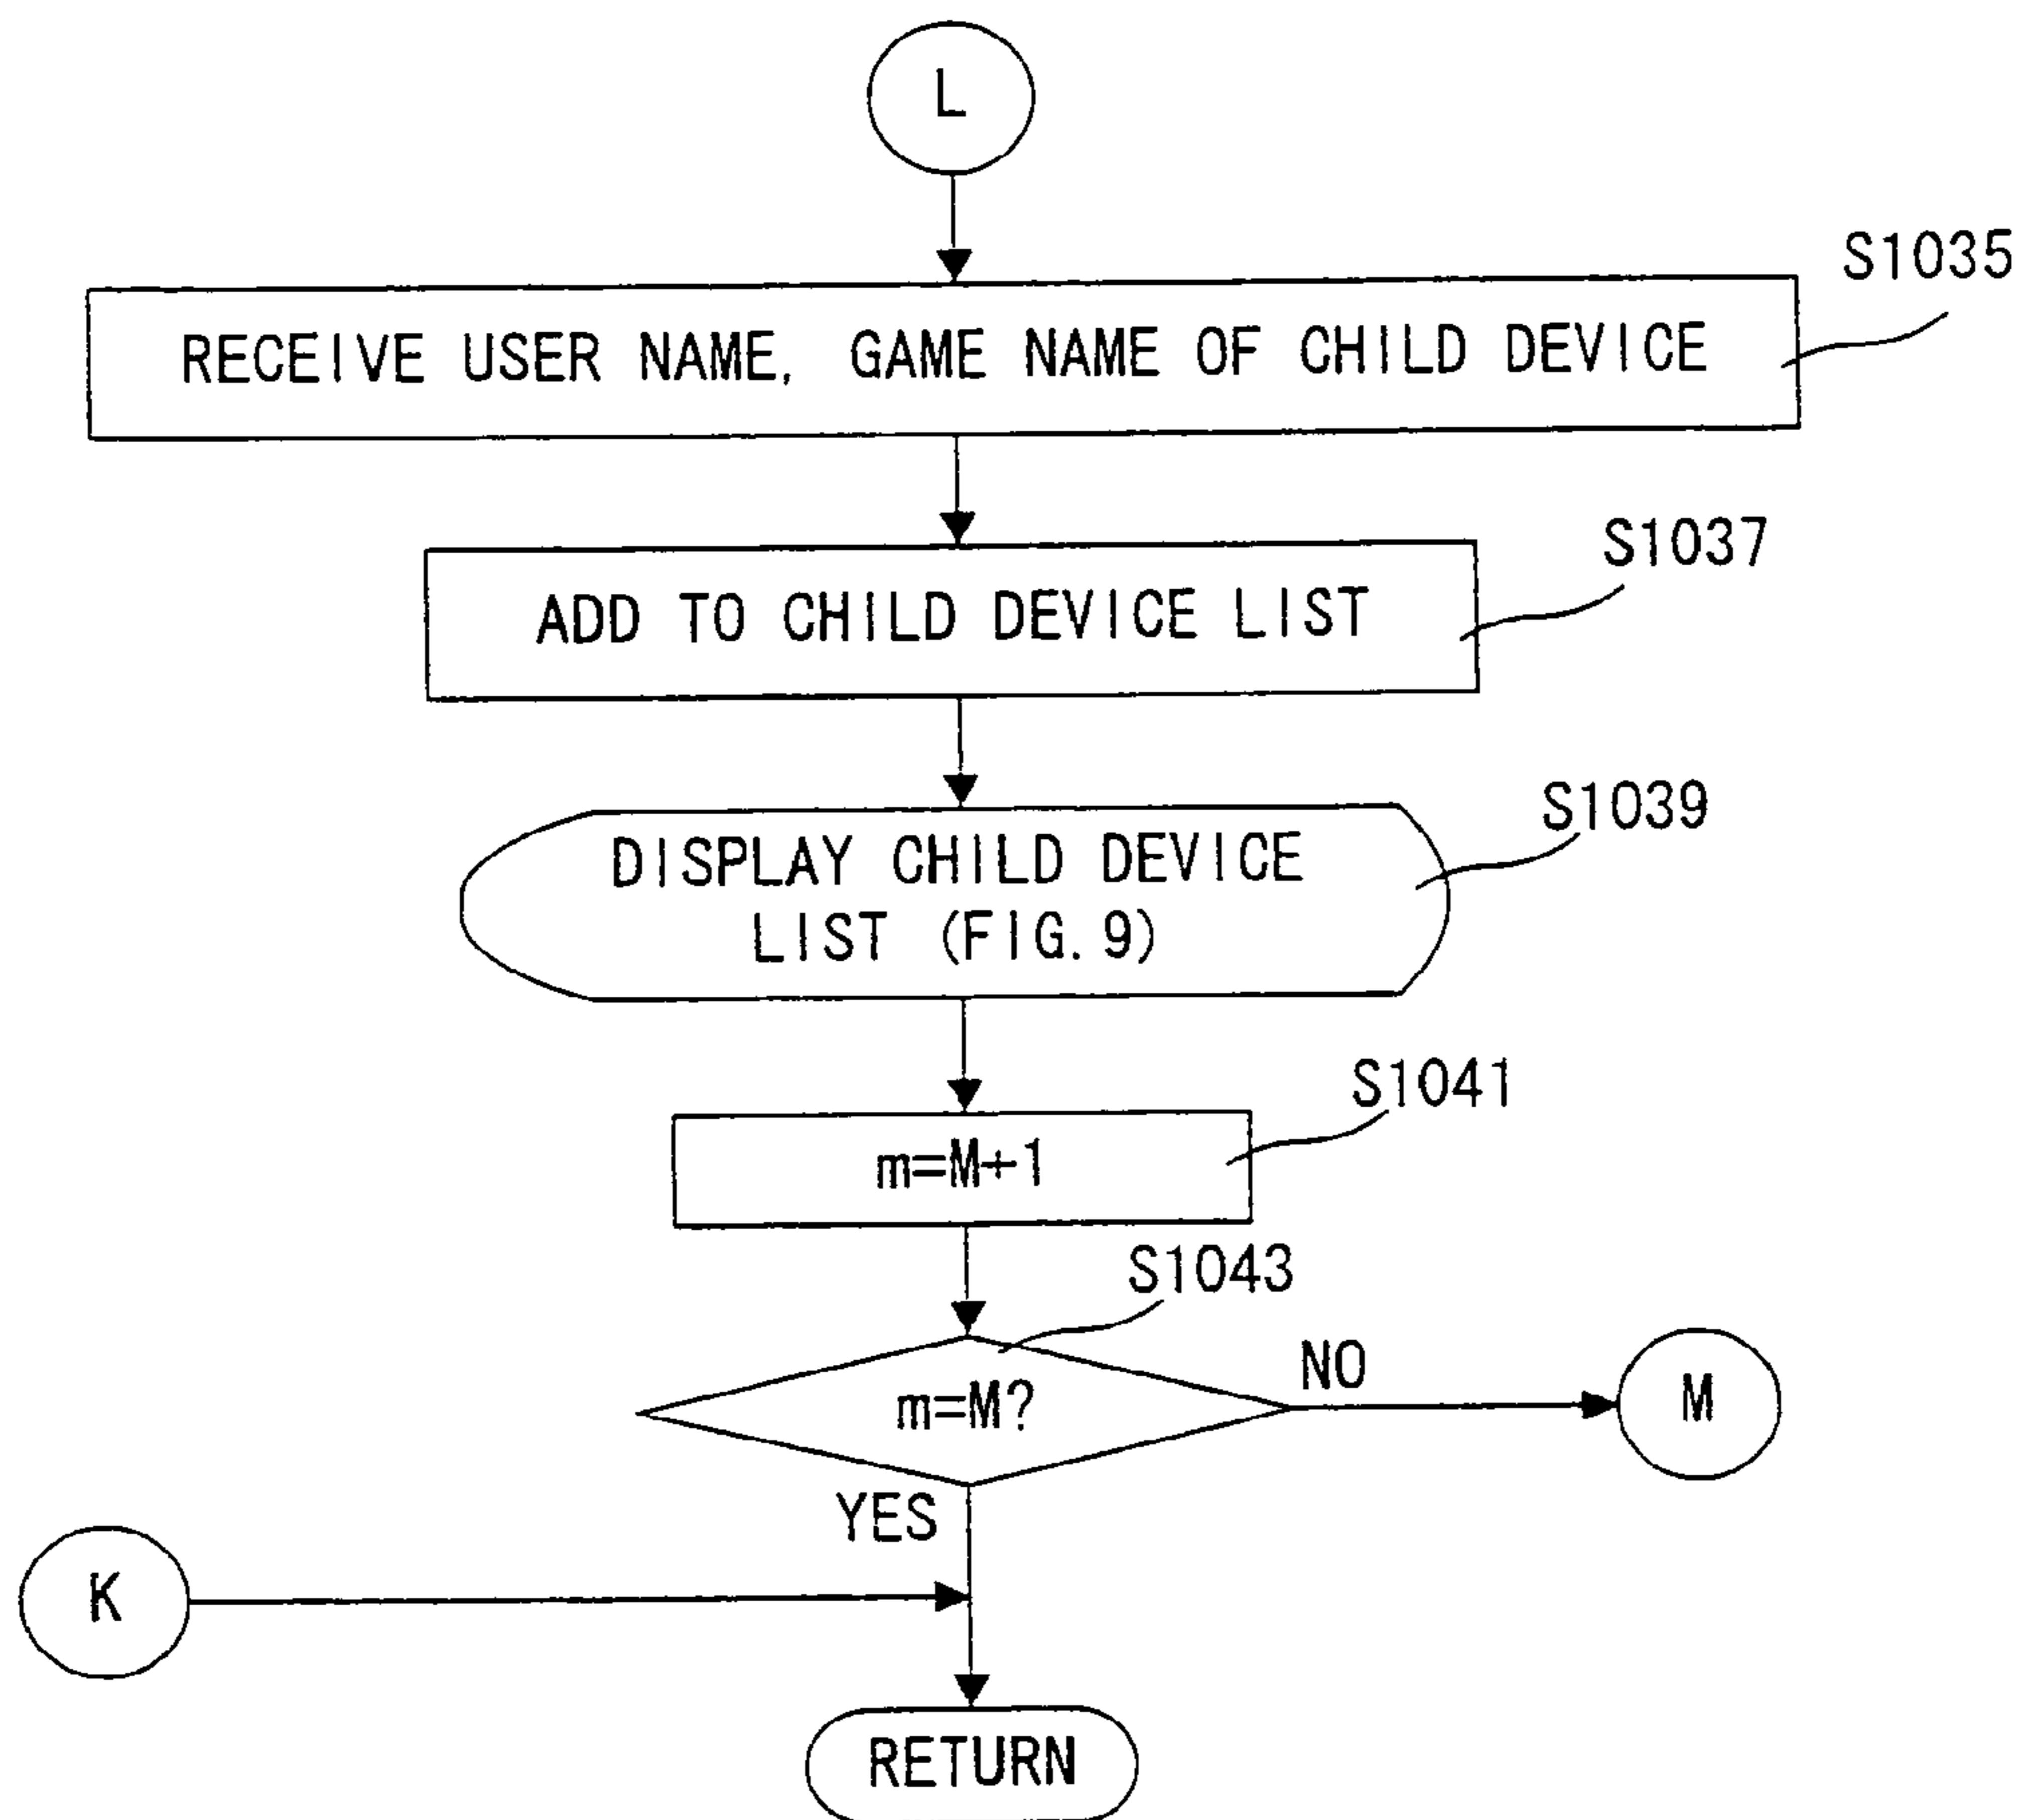 L
S1035
RECEIVE USER NAME, GAME NAME OF CHILD DEVICE
S1037
ADD TO CHILD DEVICE LIST
S1039
DISPLAY CHILD DEVICE
LIST (FIG. 9)
S1041
m=M+1
S1043
m=M?
NO
M
YES
K
RETURN